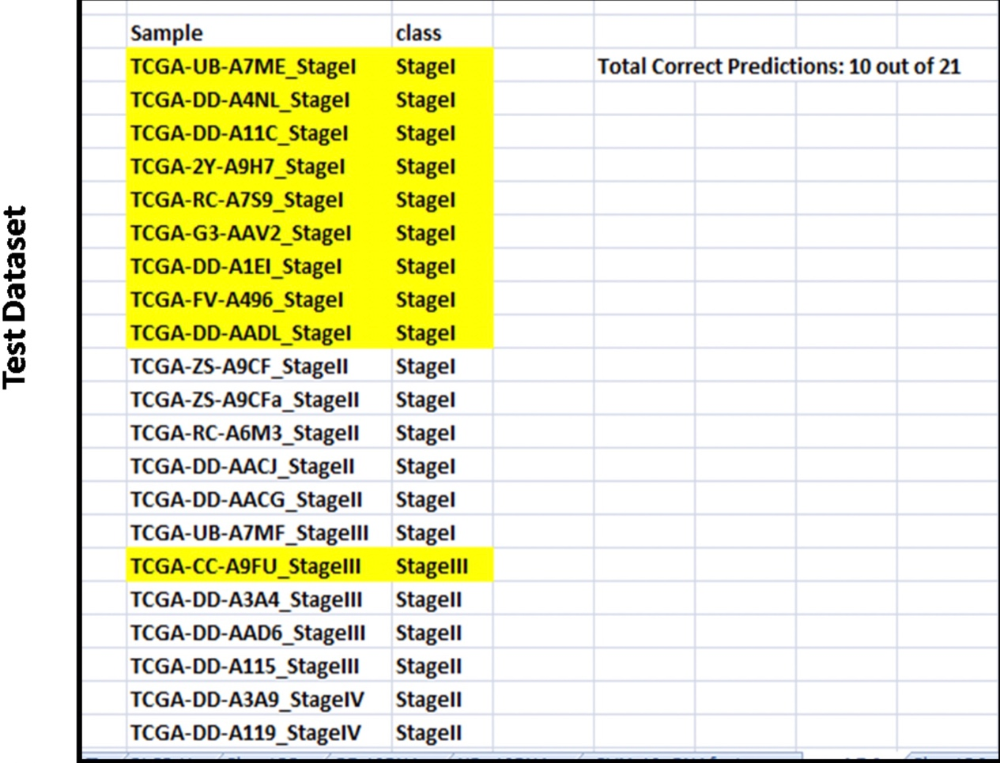 Test Dataset
Sample class
TCGA-UB-A7ME_StageI StageI Total Correct Predictions: 10 out of 21
TCGA-DD-A4NL_StageI StageI
TCGA-DD-A11C_StageI StageI
TCGA-2Y-A9H7_StageI StageI
TCGA-RC-A7S9_StageI StageI
TCGA-G3-AAV2_StageI StageI
TCGA-DD-A1EI_StageI StageI
TCGA-FV-A496_StageI StageI
TCGA-DD-AADL_StageI StageI
TCGA-ZS-A9CF_StageII StageI
TCGA-ZS-A9CFa_StageII StageI
TCGA-RC-A6M3_StageII StageI
TCGA-DD-AACJ_StageII StageI
TCGA-DD-AACG_StageII StageI
TCGA-UB-A7MF_StageIII StageI
TCGA-CC-A9FU_StageIII StageIII
TCGA-DD-A3A4_StageIII StageII
TCGA-DD-AAD6_StageIII StageII
TCGA-DD-A115_StageIII StageII
TCGA-DD-A3A9_StageIV StageII
TCGA-DD-A119_StageIV StageII